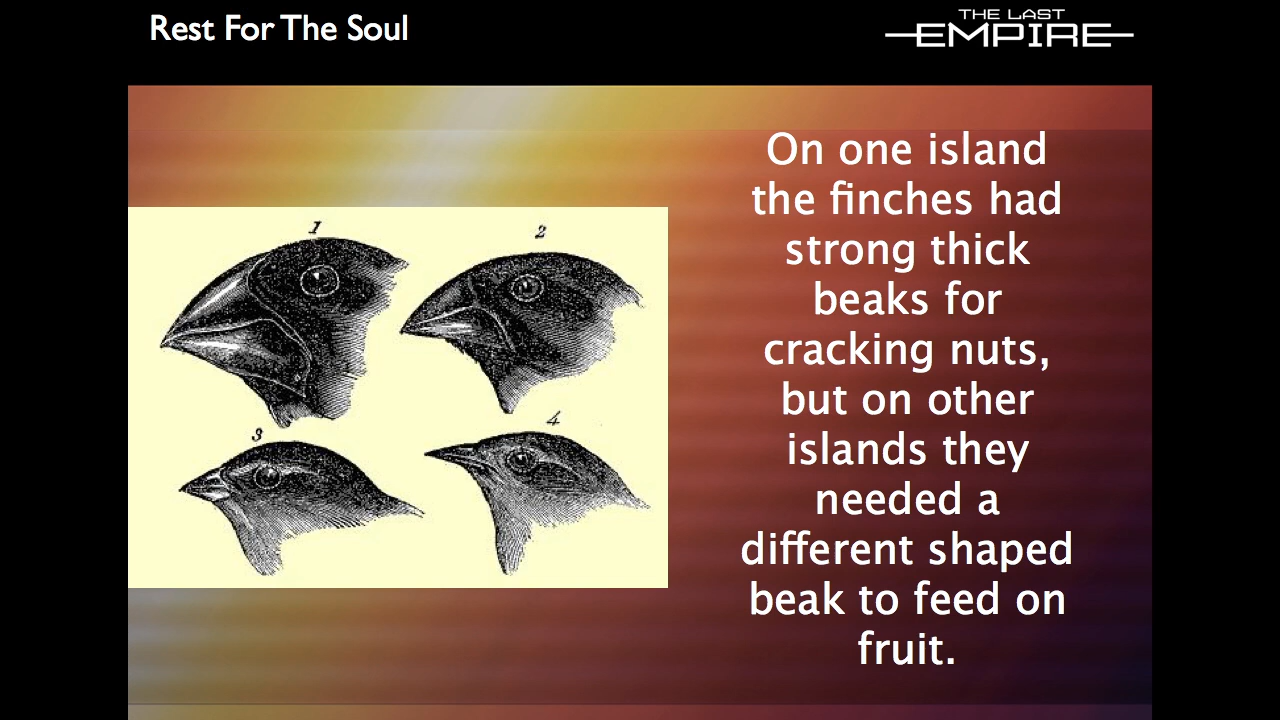 Rest For The Soul
THE LAST
EMPIRE
On one island
the finches had
strong thick
beaks for
cracking nuts,
but on other
islands they
needed a
different shaped
beak to feed on
fruit.
1
2
3
4